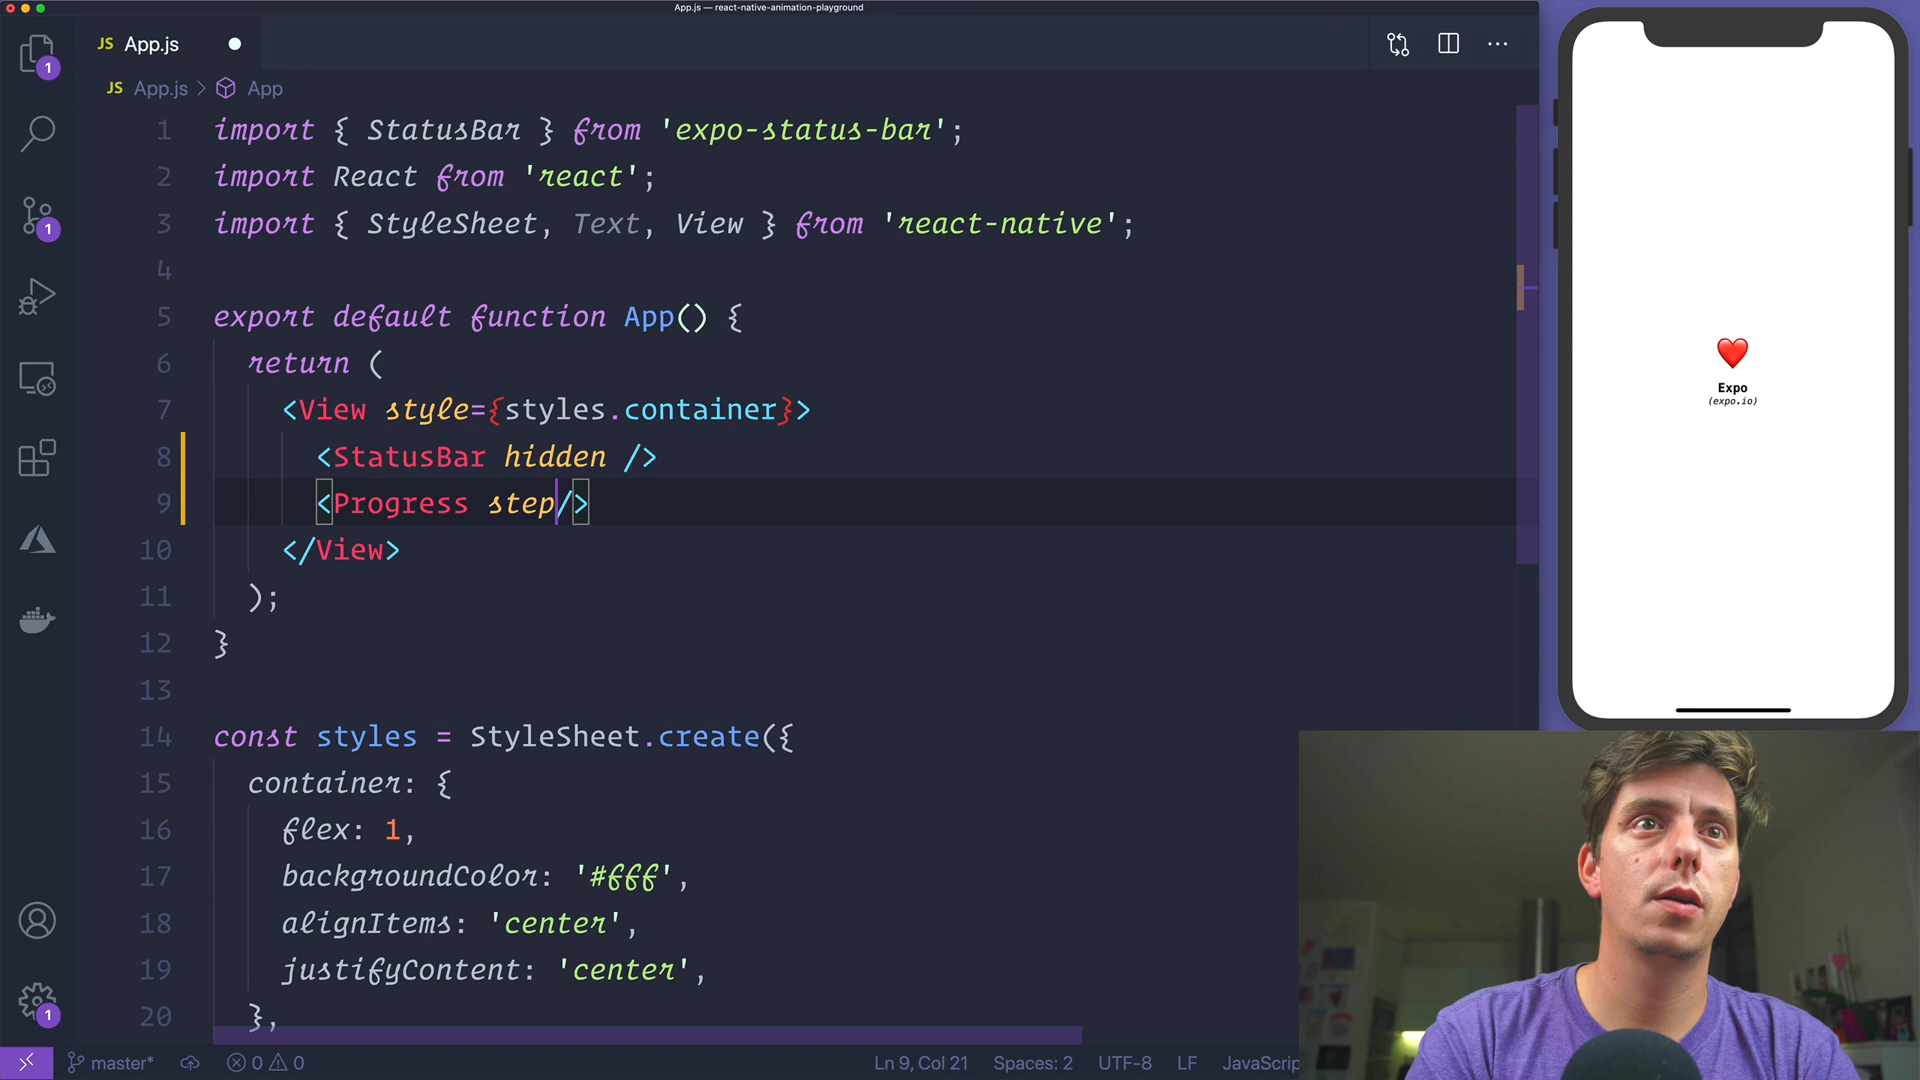 App.js — react-native-animation-playground
JS App.js
JS App.js > App
1 import { StatusBar } from 'expo-status-bar';
2 import React from 'react';
3 import { StyleSheet, Text, View } from 'react-native';
4
5 export default function App() {
6 return (
7 <View style={styles.container}>
8 <StatusBar hidden />
9 <Progress step/>
10 </View>
11 );
12 }
13
14 const styles = StyleSheet.create({
15 container: {
16 flex: 1,
17 backgroundColor: '#fff',
18 alignItems: 'center',
19 justifyContent: 'center',
20 },
1
1
1
Expo
(expo.io)
master* 0 0 Ln 9, Col 21 Spaces: 2 UTF-8 LF JavaScrip